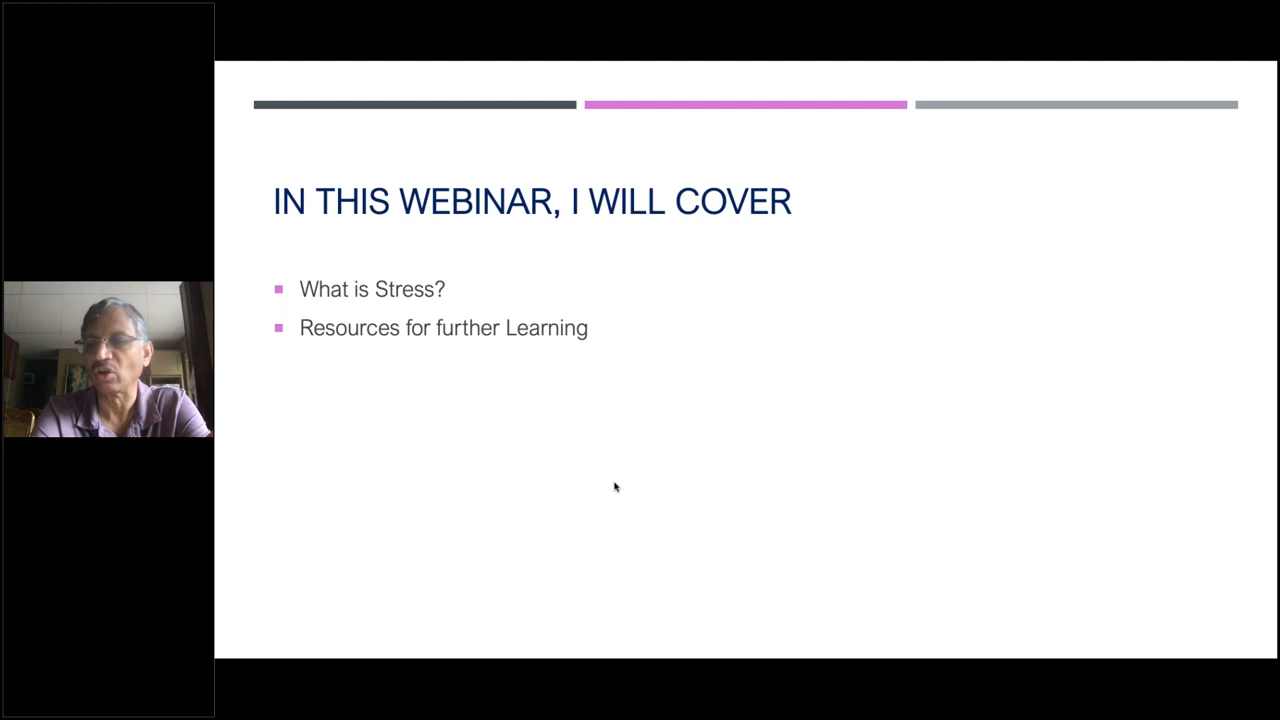 IN THIS WEBINAR, I WILL COVER
What is Stress?
Resources for further Learning